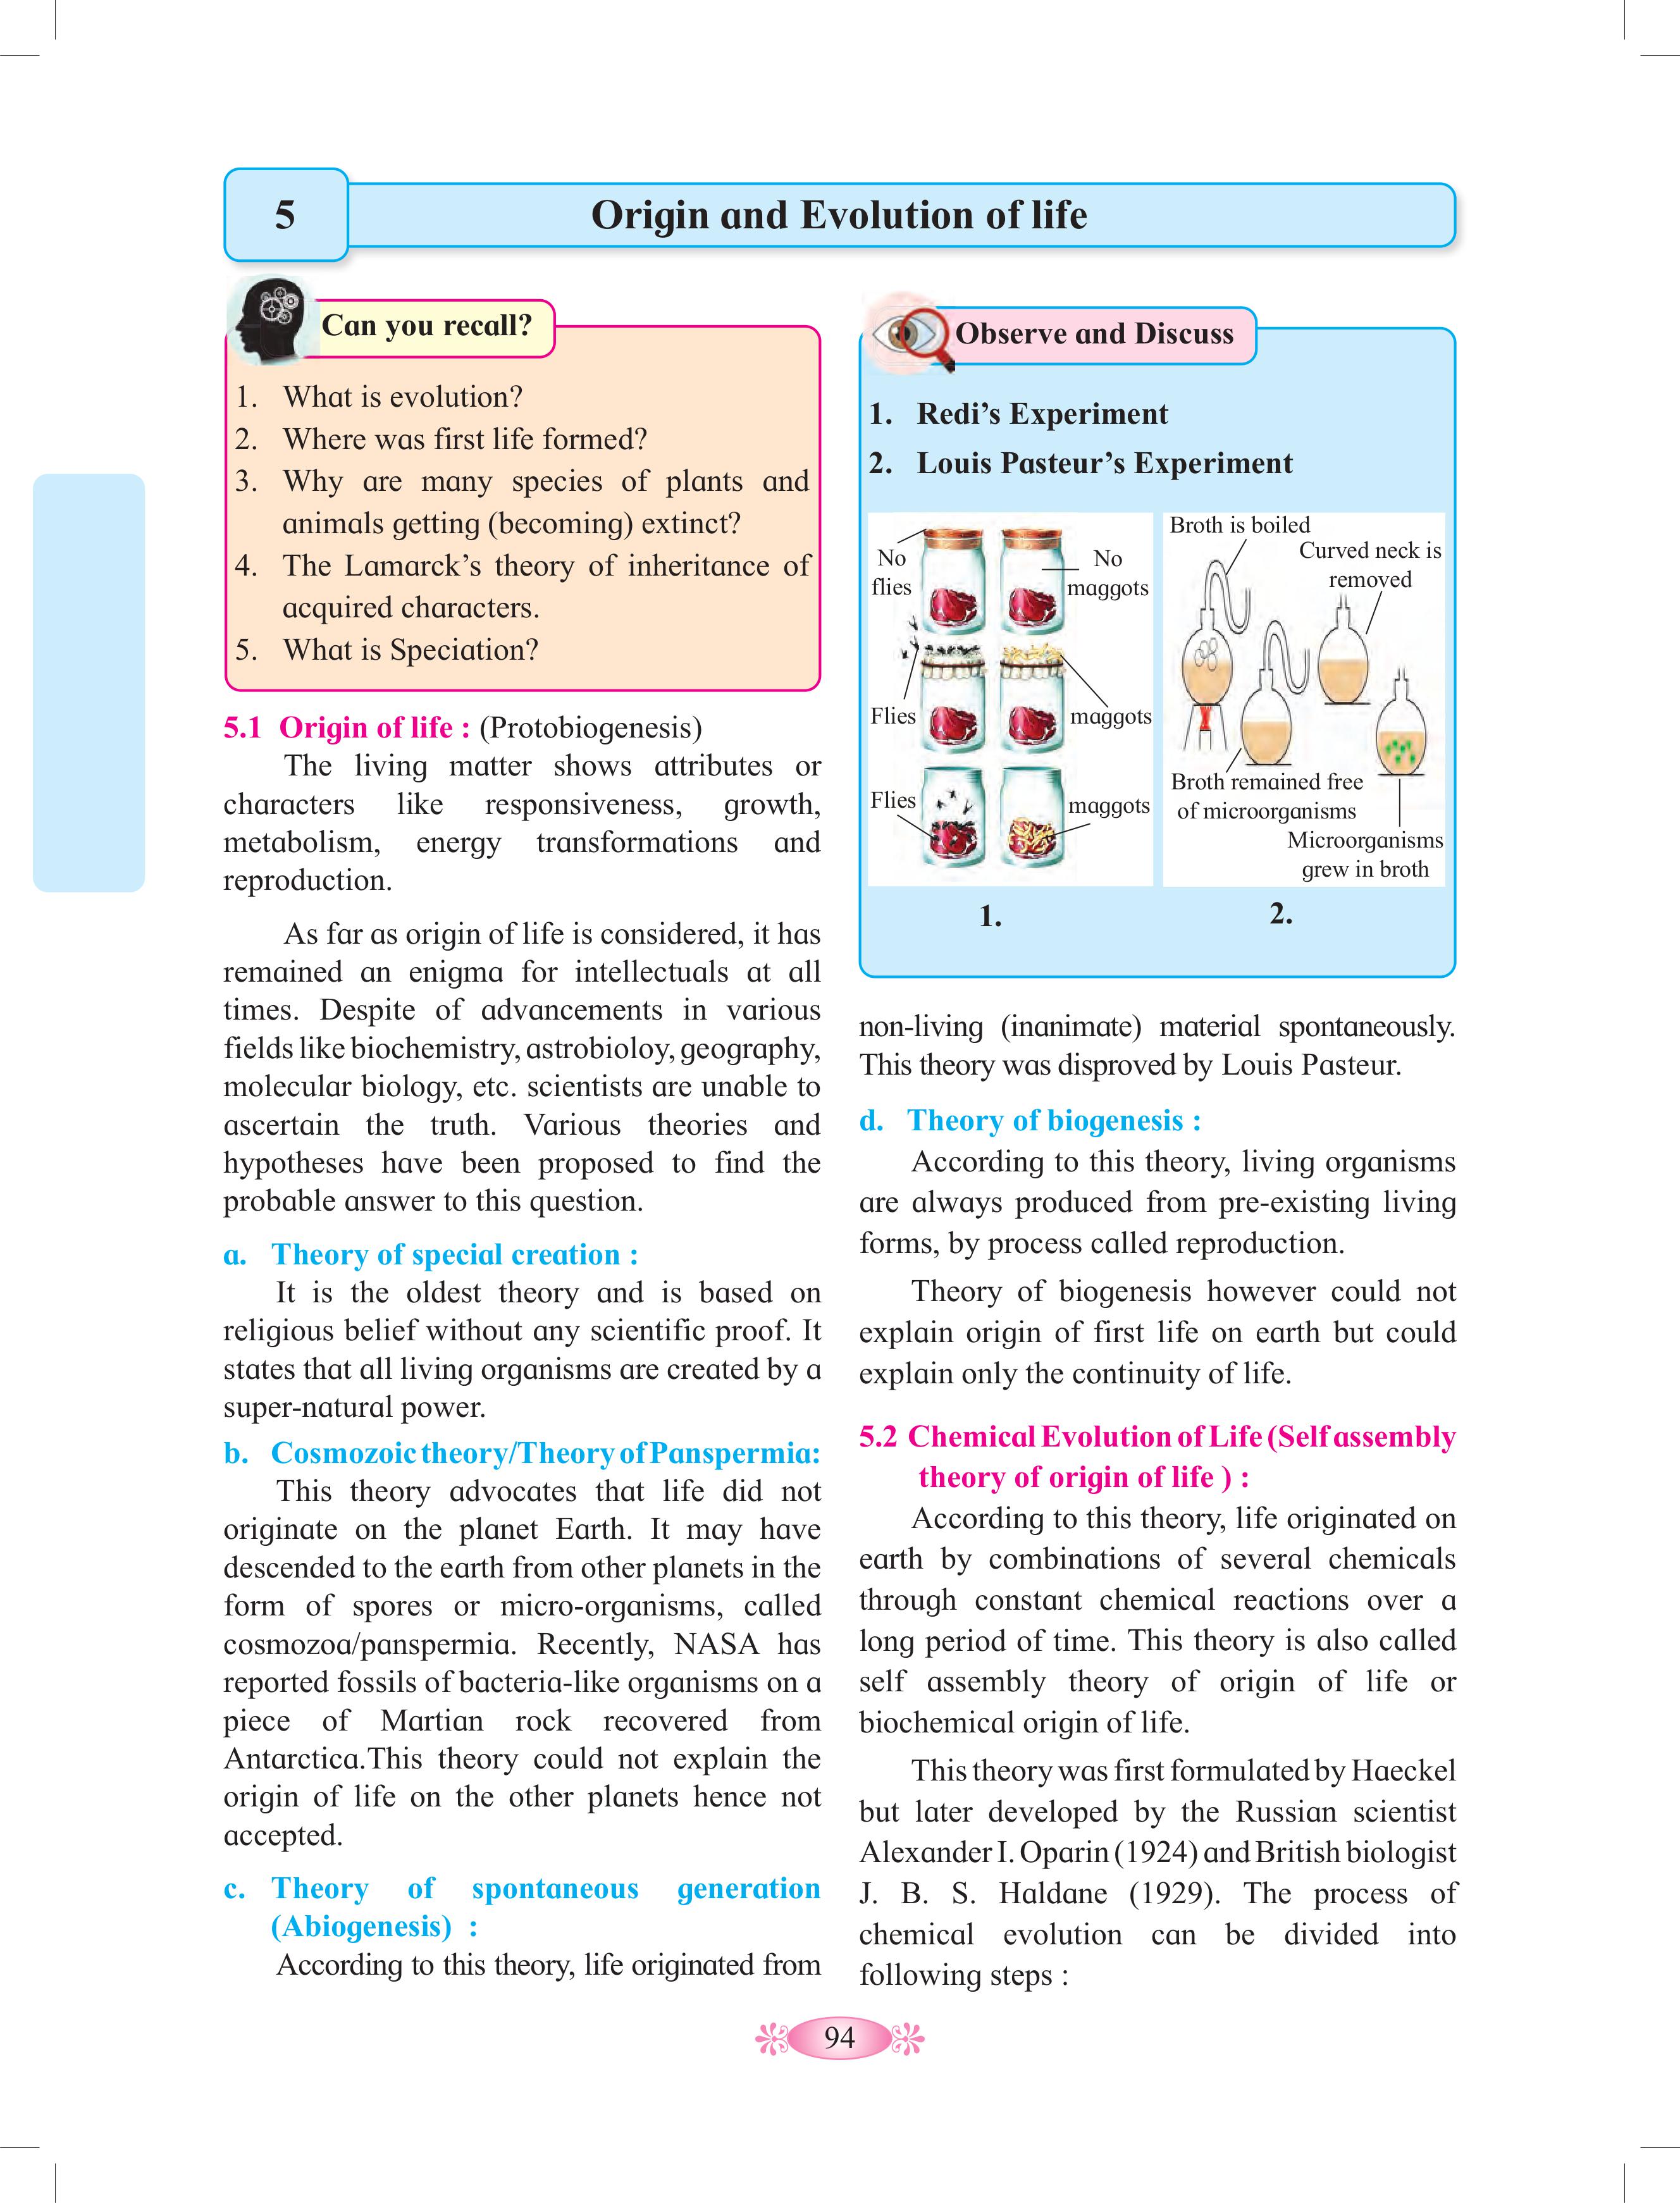 5
Origin and Evolution of life
Can you recall?
1. What is evolution?
2. Where was first life formed?
3. Why are many species of plants and
animals getting (becoming) extinct?
4. The Lamarck's theory of inheritance of
acquired characters.
5. What is Speciation?
5.1 Origin of life : (Protobiogenesis)
The living matter shows attributes or
characters like responsiveness, growth,
metabolism, energy transformations and
reproduction.
As far as origin of life is considered, it has
remained an enigma for intellectuals at all
times. Despite of advancements in various
fields like biochemistry, astrobioloy, geography,
molecular biology, etc. scientists are unable to
ascertain the truth. Various theories and
hypotheses have been proposed to find the
probable answer to this question.
a. Theory of special creation :
It is the oldest theory and is based on
religious belief without any scientific proof. It
states that all living organisms are created by a
super-natural power.
b. Cosmozoic theory/Theory of Panspermia:
This theory advocates that life did not
originate on the planet Earth. It may have
descended to the earth from other planets in the
form of spores or micro-organisms, called
cosmozoa/panspermia. Recently, NASA has
reported fossils of bacteria-like organisms on a
piece of Martian rock recovered from
Antarctica.This theory could not explain the
origin of life on the other planets hence not
accepted.
c. Theory of spontaneous generation
(Abiogenesis) :
According to this theory, life originated from
Observe and Discuss
1. Redi's Experiment
2. Louis Pasteur's Experiment
No
flies
No
maggots
Flies
maggots
Flies
maggots
1.
Broth is boiled
Curved neck is
removed
Broth remained free
of microorganisms
Microorganisms
grew in broth
2.
non-living (inanimate) material spontaneously.
This theory was disproved by Louis Pasteur.
d. Theory of biogenesis :
According to this theory, living organisms
are always produced from pre-existing living
forms, by process called reproduction.
Theory of biogenesis however could not
explain origin of first life on earth but could
explain only the continuity of life.
5.2 Chemical Evolution of Life (Self assembly
theory of origin of life ) :
According to this theory, life originated on
earth by combinations of several chemicals
through constant chemical reactions over a
long period of time. This theory is also called
self assembly theory of origin of life or
biochemical origin of life.
This theory was first formulated by Haeckel
but later developed by the Russian scientist
Alexander I. Oparin (1924) and British biologist
J. B. S. Haldane (1929). The process of
chemical evolution can be divided into
following steps :
94